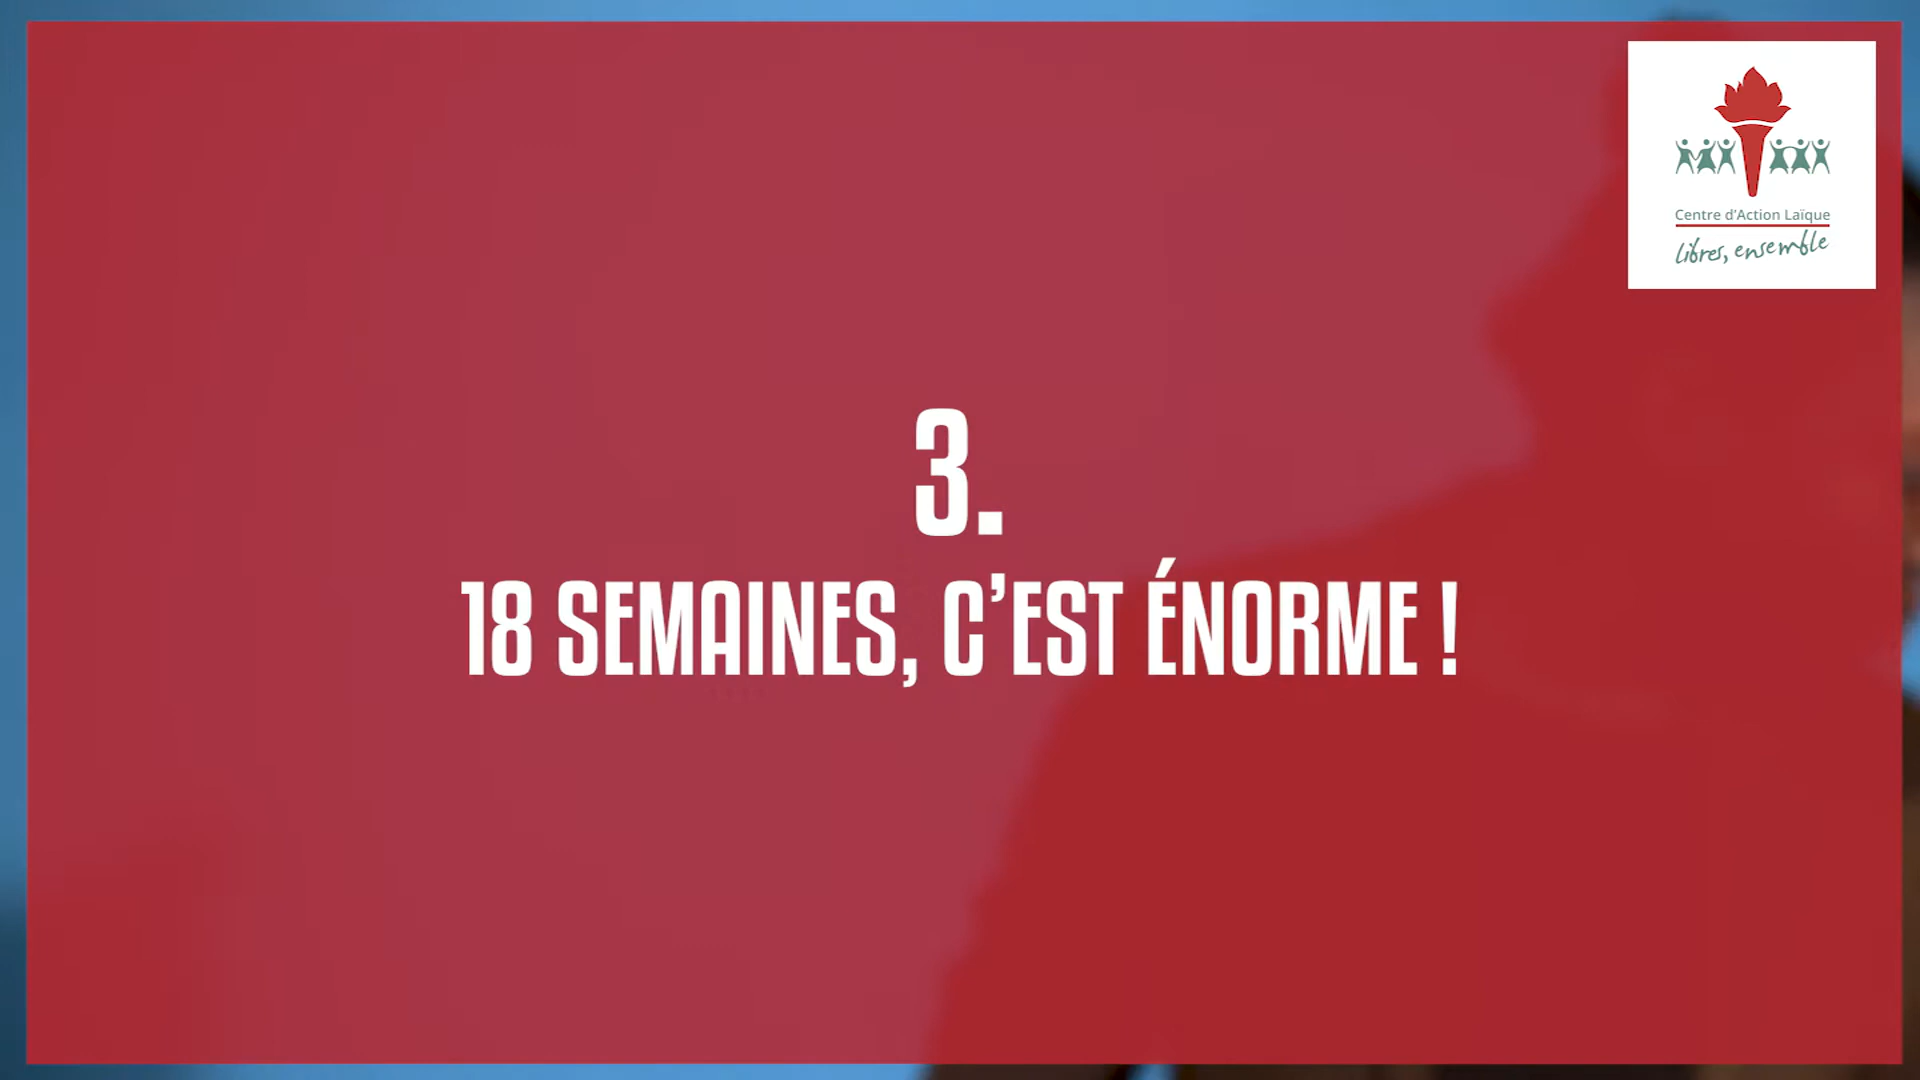 Centre d'Action Laïque
libres, ensemble
3.
18 SEMAINES, C'EST ÉNORME !